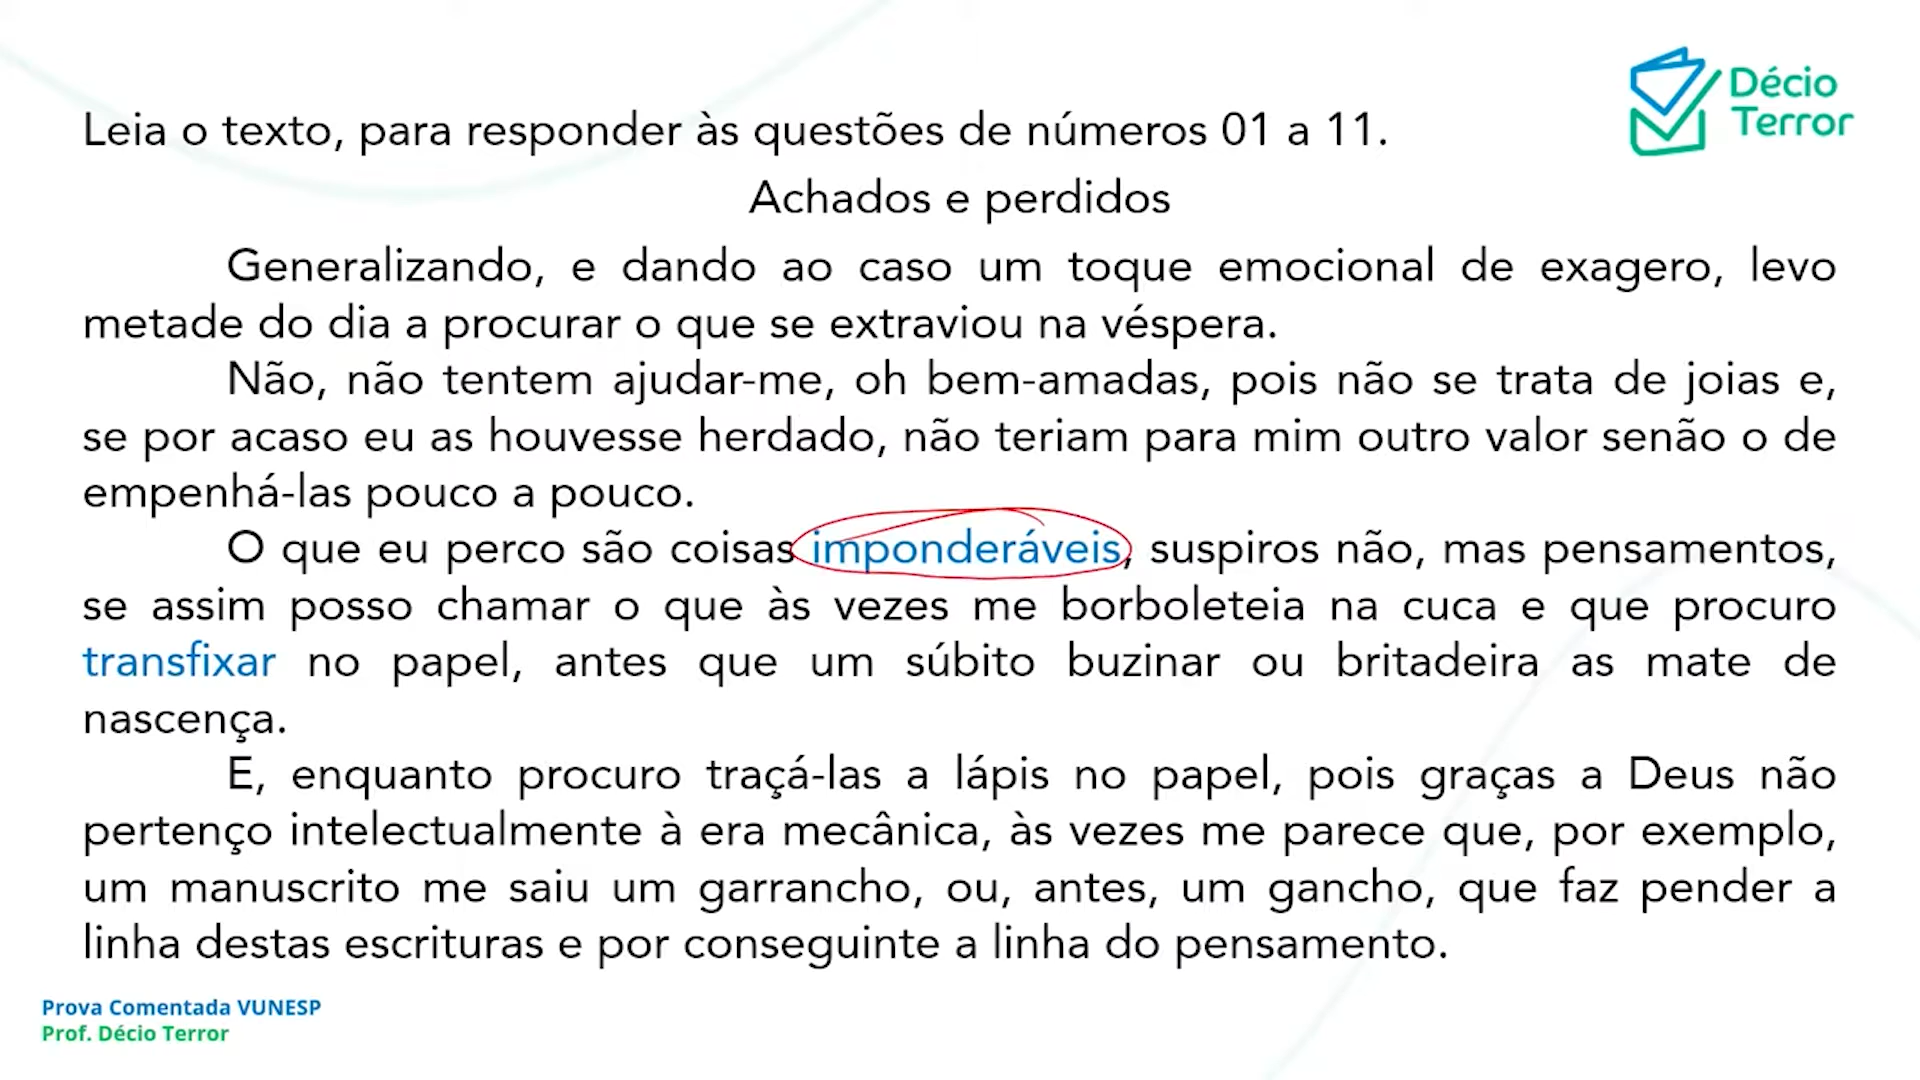 Décio
Terror
Leia o texto, para responder às questões de números 01 a 11.
Achados e perdidos
Generalizando, e dando ao caso um toque emocional de exagero, levo
metade do dia a procurar o que se extraviou na véspera.
Não, não tentem ajudar-me, oh bem-amadas, pois não se trata de joias e,
se por acaso eu as houvesse herdado, não teriam para mim outro valor senão o de
empenhá-las pouco a pouco.
O que eu perco são coisas imponderáveis, suspiros não, mas pensamentos,
se assim posso chamar o que às vezes me borboleteia na cuca e que procuro
transfixar no papel, antes que um súbito buzinar ou britadeira as mate de
nascença.
E, enquanto procuro traçá-las a lápis no papel, pois graças a Deus não
pertenço intelectualmente à era mecânica, às vezes me parece que, por exemplo,
um manuscrito me saiu um garrancho, ou, antes, um gancho, que faz pender a
linha destas escrituras e por conseguinte a linha do pensamento.
Prova Comentada VUNESP
Prof. Décio Terror